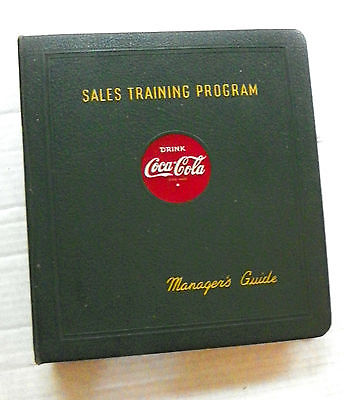 SALES TRAINING PROGRAM
DRINK
Coca-Cola
Manager's Guide